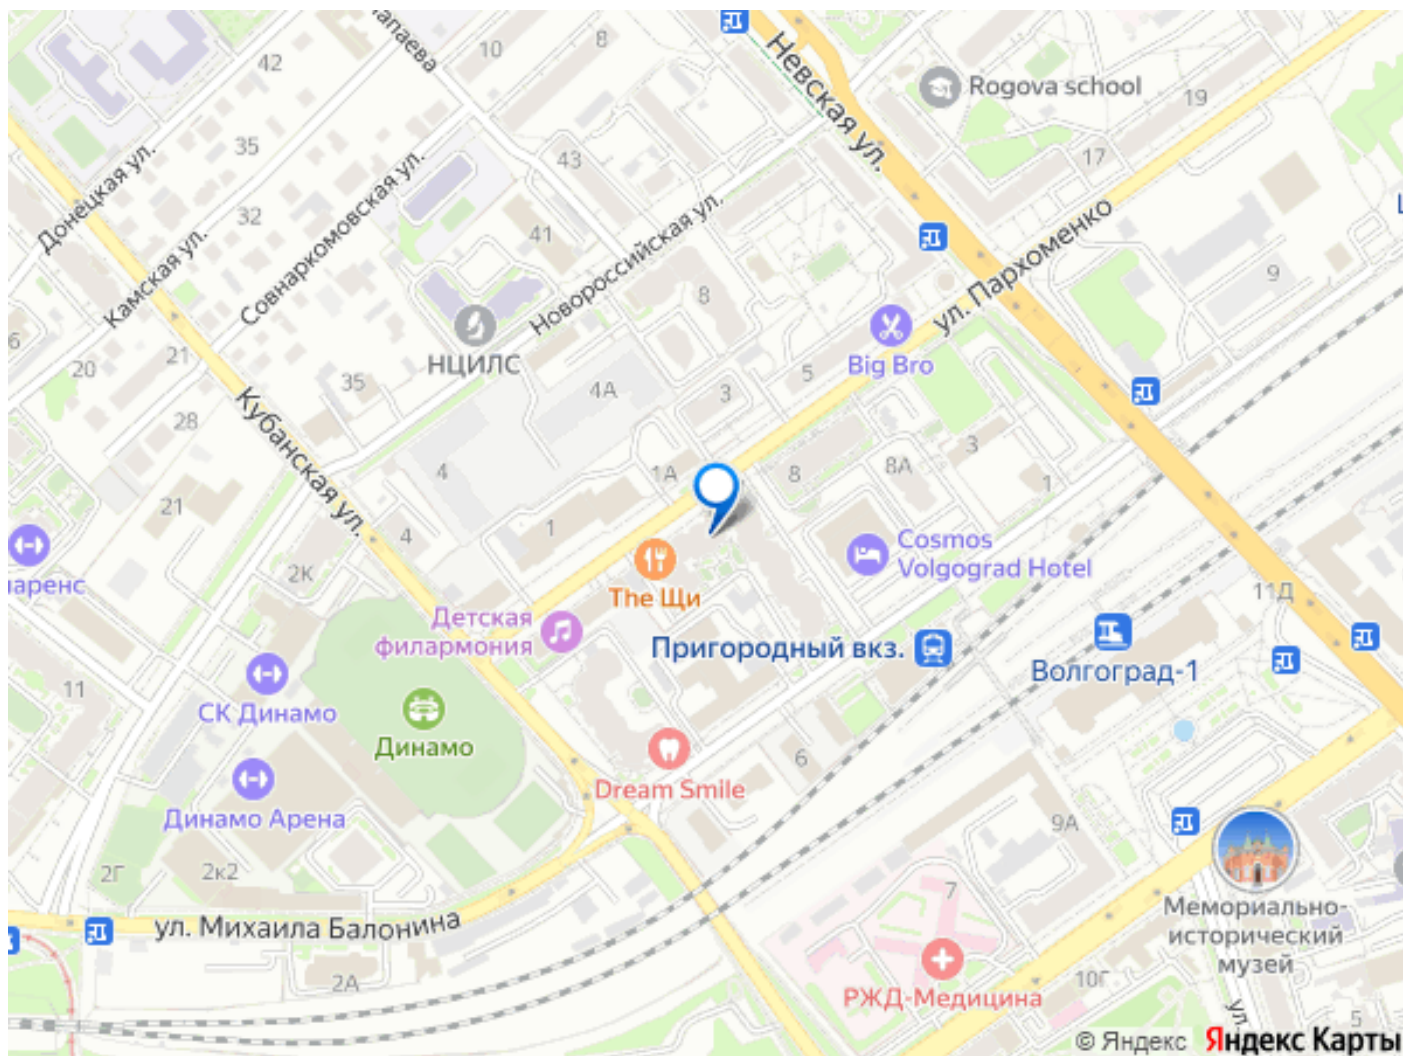 42
10
8
Невская ул.
Rogova school
19
35
Донецкая ул.
43
17
32
Совнаркомовская ул.
41
Новороссийская ул.
ул. Пархоменко
Камская ул.
8
9
6
20
21
НЦИЛС
35
4А
3
5
Big Bro
28
Кубанская ул.
4
1А
8
8А
3
1
21
4
1
2К
Cosmos
Volgograd Hotel
The Щи
11Д
Детская
филармония
Пригородный вкз.
Волгоград-1
11
СК Динамо
Динамо
6
Dream Smile
Динамо Арена
9А
2Г
2к2
7
ул. Михаила Балонина
Мемориально-
исторический
музей
2А
РЖД-Медицина
10Г
ул.
5
© Яндекс Яндекс Карты